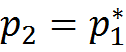 p₂ = p₁*